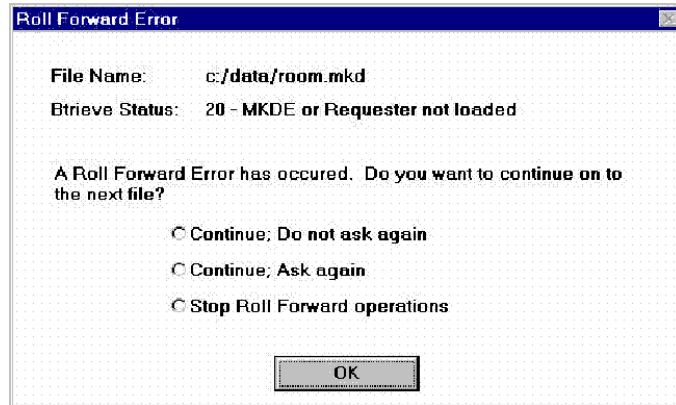 Roll Forward Error
File Name: c:/data/room.mkd
Btrieve Status: 20 - MKDE or Requester not loaded
A Roll Forward Error has occured. Do you want to continue on to
the next file?
Continue; Do not ask again
Continue; Ask again
Stop Roll Forward operations
OK